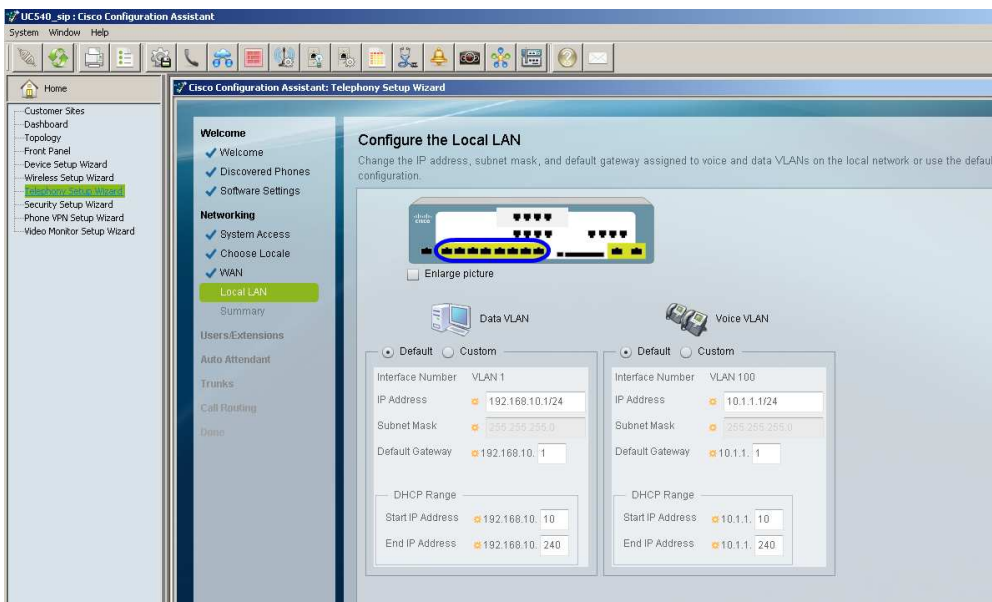 UC540_sip : Cisco Configuration Assistant
System Window Help
Home
Customer Sites
Dashboard
Topology
Front Panel
Device Setup Wizard
Wireless Setup Wizard
Telephony Setup Wizard
Security Setup Wizard
Phone VPN Setup Wizard
Video Monitor Setup Wizard
Cisco Configuration Assistant: Telephony Setup Wizard
Welcome
Welcome
Discovered Phones
Software Settings
Networking
System Access
Choose Locale
WAN
Local LAN
Summary
Users/Extensions
Auto Attendant
Trunks
Call Routing
Done
Configure the Local LAN
Change the IP address, subnet mask, and default gateway assigned to voice and data VLANs on the local network or use the defaul
configuration.
cisco
Enlarge picture
Data VLAN
Default Custom
Interface Number VLAN 1
IP Address 192.168.10.1/24
Subnet Mask 255.255.255.0
Default Gateway 192.168.10. 1
DHCP Range
Start IP Address 192.168.10. 10
End IP Address 192.168.10. 240
Voice VLAN
Default Custom
Interface Number VLAN 100
IP Address 10.1.1.1/24
Subnet Mask 255.255.255.0
Default Gateway 10.1.1. 1
DHCP Range
Start IP Address 10.1.1. 10
End IP Address 10.1.1. 240